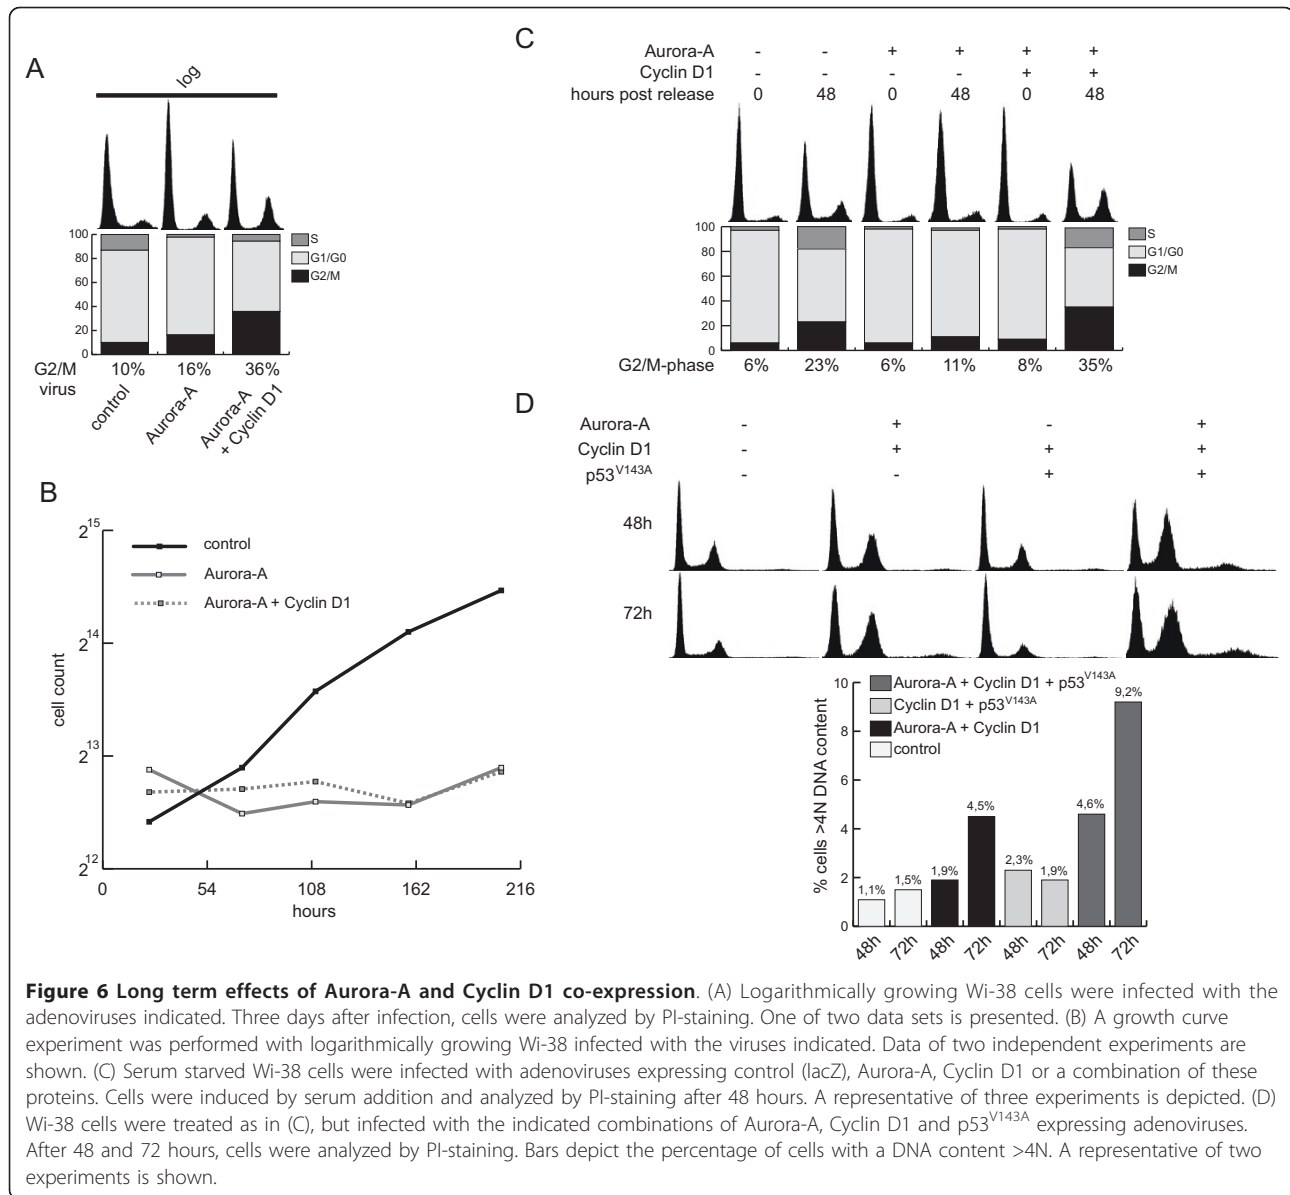 A
log
100
80
60
40
20
0
S
G1/G0
G2/M
G2/M 10% 16% 36%
virus
control
Aurora-A
Aurora-A
+ Cyclin D1
B
2^15
2^14
2^13
2^12
cell count
control
Aurora-A
Aurora-A + Cyclin D1
0 54 108 162 216
hours
C
Aurora-A - - + + + +
Cyclin D1 - - - - + +
hours post release 0 48 0 48 0 48
100
80
60
40
20
0
S
G1/G0
G2/M
G2/M-phase 6% 23% 6% 11% 8% 35%
D
Aurora-A - + - +
Cyclin D1 - + + +
p53^V143A - - + +
48h
72h
10
8
6
4
2
0
% cells >4N DNA content
Aurora-A + Cyclin D1 + p53^V143A
Cyclin D1 + p53^V143A
Aurora-A + Cyclin D1
control
1,1% 1,5% 1,9% 4,5% 2,3% 1,9% 4,6% 9,2%
48h 72h 48h 72h 48h 72h 48h 72h
Figure 6 Long term effects of Aurora-A and Cyclin D1 co-expression. (A) Logarithmically growing Wi-38 cells were infected with the
adenoviruses indicated. Three days after infection, cells were analyzed by PI-staining. One of two data sets is presented. (B) A growth curve
experiment was performed with logarithmically growing Wi-38 infected with the viruses indicated. Data of two independent experiments are
shown. (C) Serum starved Wi-38 cells were infected with adenoviruses expressing control (lacZ), Aurora-A, Cyclin D1 or a combination of these
proteins. Cells were induced by serum addition and analyzed by PI-staining after 48 hours. A representative of three experiments is depicted. (D)
Wi-38 cells were treated as in (C), but infected with the indicated combinations of Aurora-A, Cyclin D1 and p53^V143A expressing adenoviruses.
After 48 and 72 hours, cells were analyzed by PI-staining. Bars depict the percentage of cells with a DNA content >4N. A representative of two
experiments is shown.